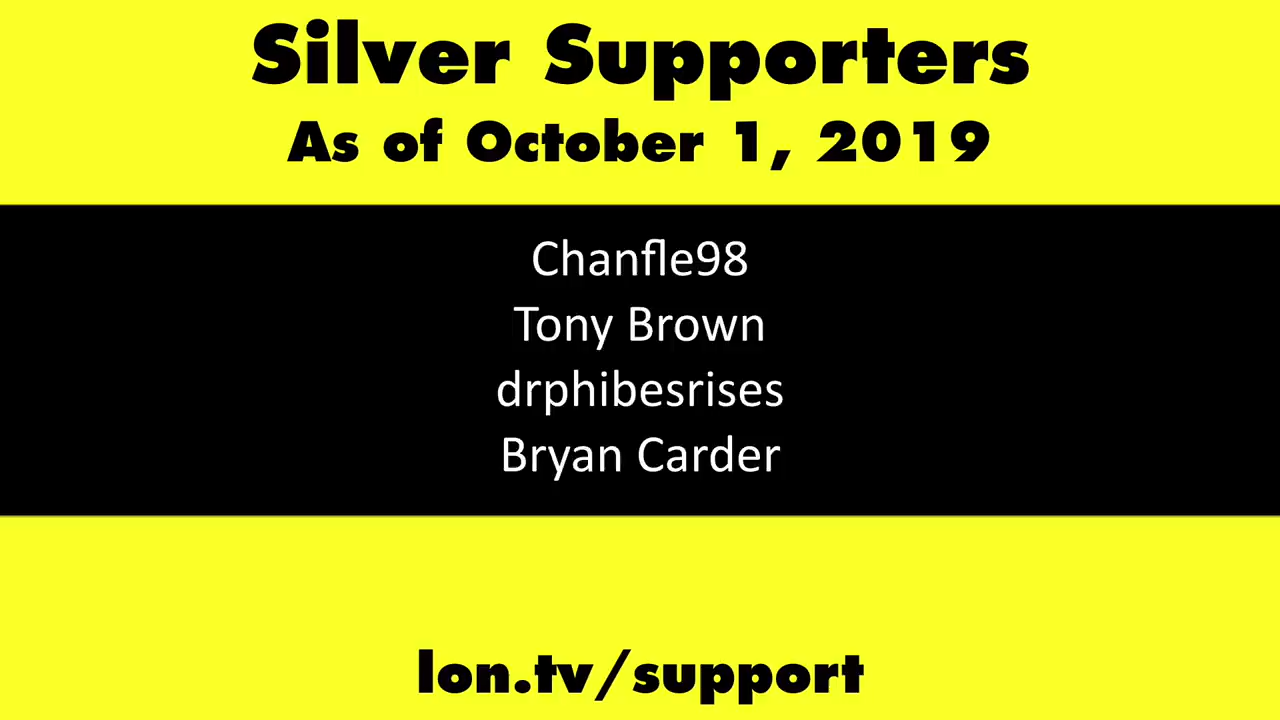 Silver Supporters
As of October 1, 2019
Chanfle98
Tony Brown
drphibesrises
Bryan Carder
lon.tv/support